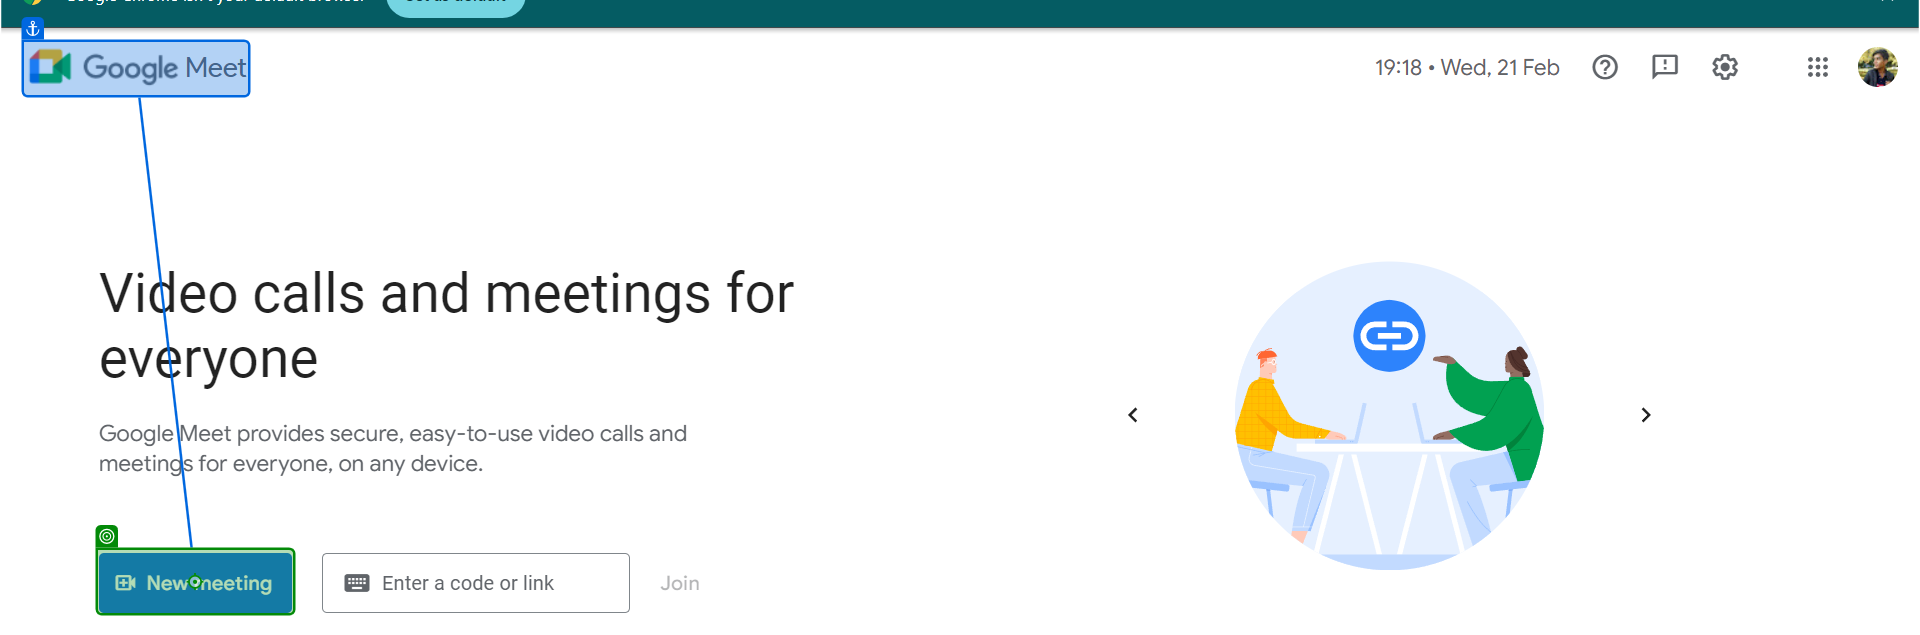 Google Meet
19:18 • Wed, 21 Feb
Video calls and meetings for
everyone
Google Meet provides secure, easy-to-use video calls and
meetings for everyone, on any device.
New meeting
Enter a code or link
Join